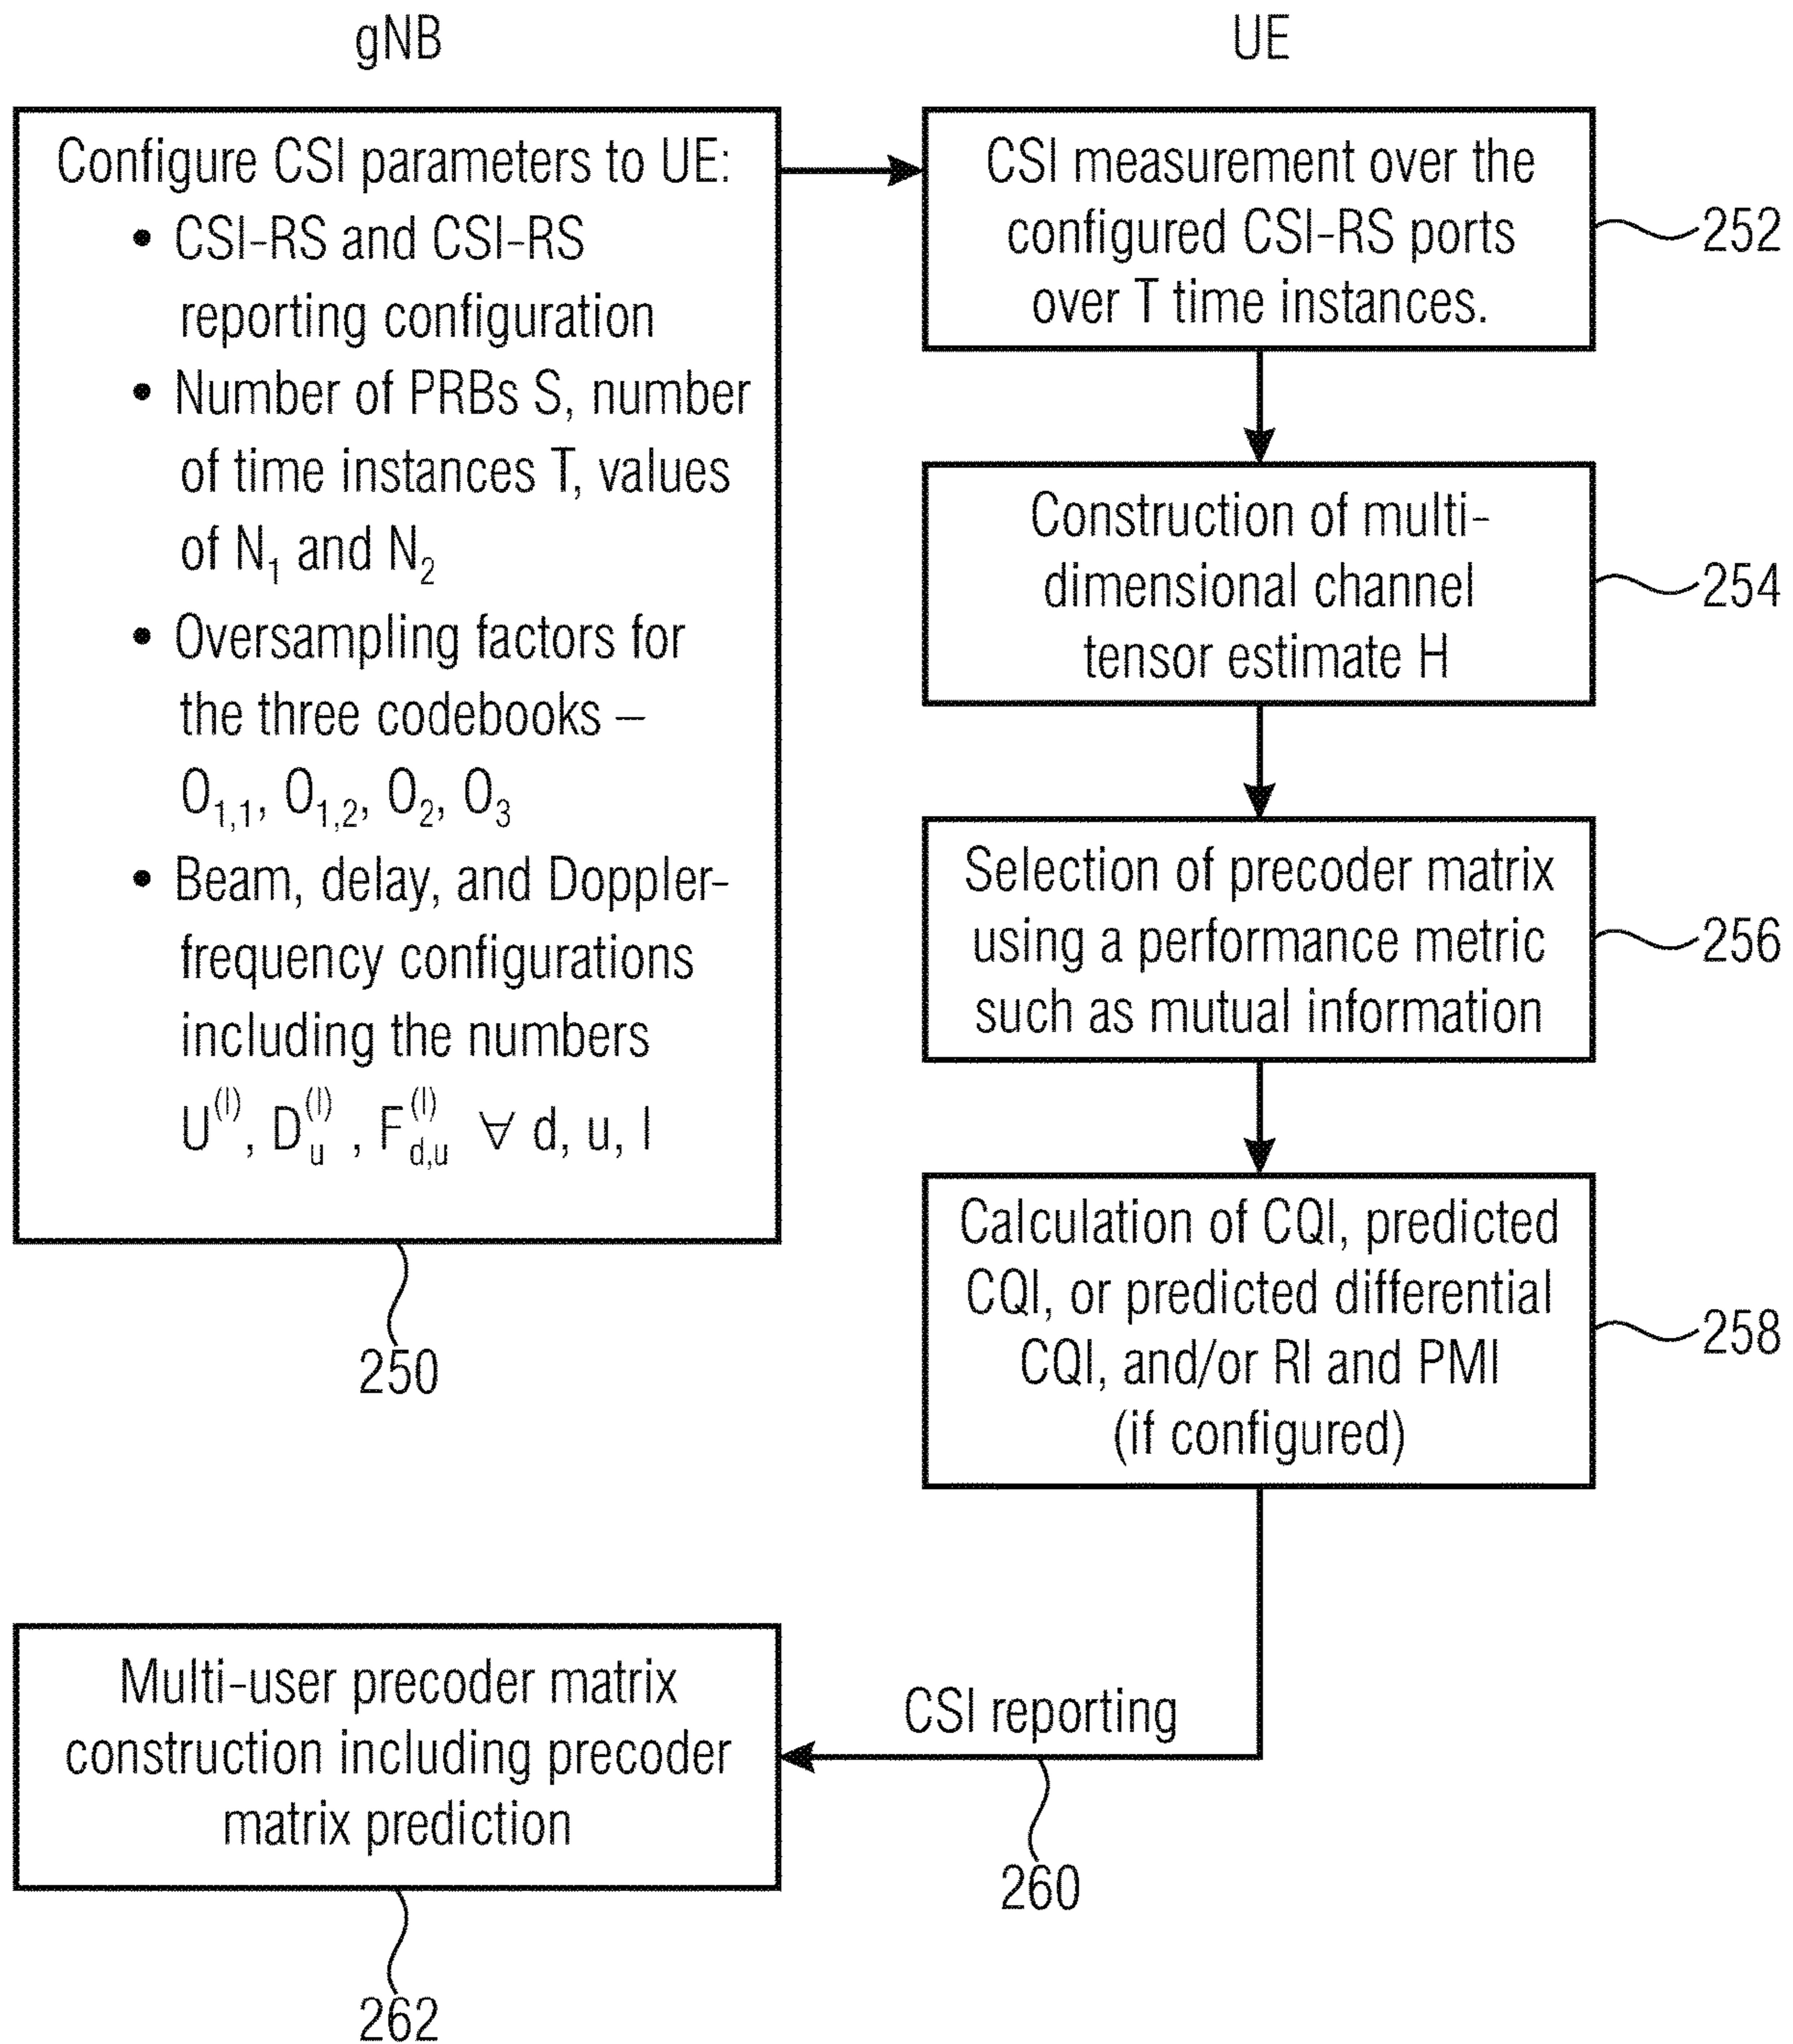 gNB
Configure CSI parameters to UE:
• CSI-RS and CSI-RS
reporting configuration
• Number of PRBs S, number
of time instances T, values
of N₁ and N₂
• Oversampling factors for
the three codebooks –
O₁,₁, O₁,₂, O₂, O₃
• Beam, delay, and Doppler-
frequency configurations
including the numbers
U^(l), D_u^(l), F_d,u^(l) ∀ d, u, l
250
UE
CSI measurement over the
configured CSI-RS ports
over T time instances.
252
Construction of multi-
dimensional channel
tensor estimate H
254
Selection of precoder matrix
using a performance metric
such as mutual information
256
Calculation of CQI, predicted
CQI, or predicted differential
CQI, and/or RI and PMI
(if configured)
258
CSI reporting
260
Multi-user precoder matrix
construction including precoder
matrix prediction
262